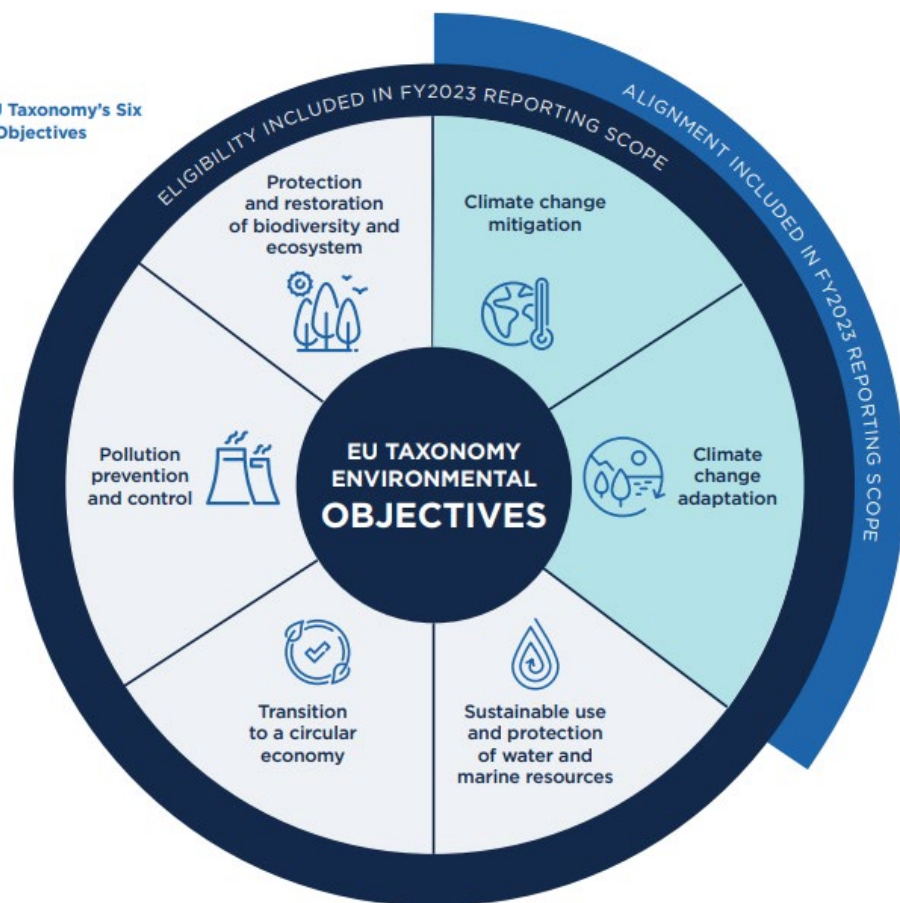 Taxonomy's Six
Objectives
ELIGIBILITY INCLUDED IN FY2023 REPORTING SCOPE
ALIGNMENT INCLUDED IN FY2023 REPORTING SCOPE
Protection
and restoration
of biodiversity and
ecosystem
Climate change
mitigation
Pollution
prevention
and control
EU TAXONOMY
ENVIRONMENTAL
OBJECTIVES
Climate
change
adaptation
Transition
to a circular
economy
Sustainable use
and protection
of water and
marine resources